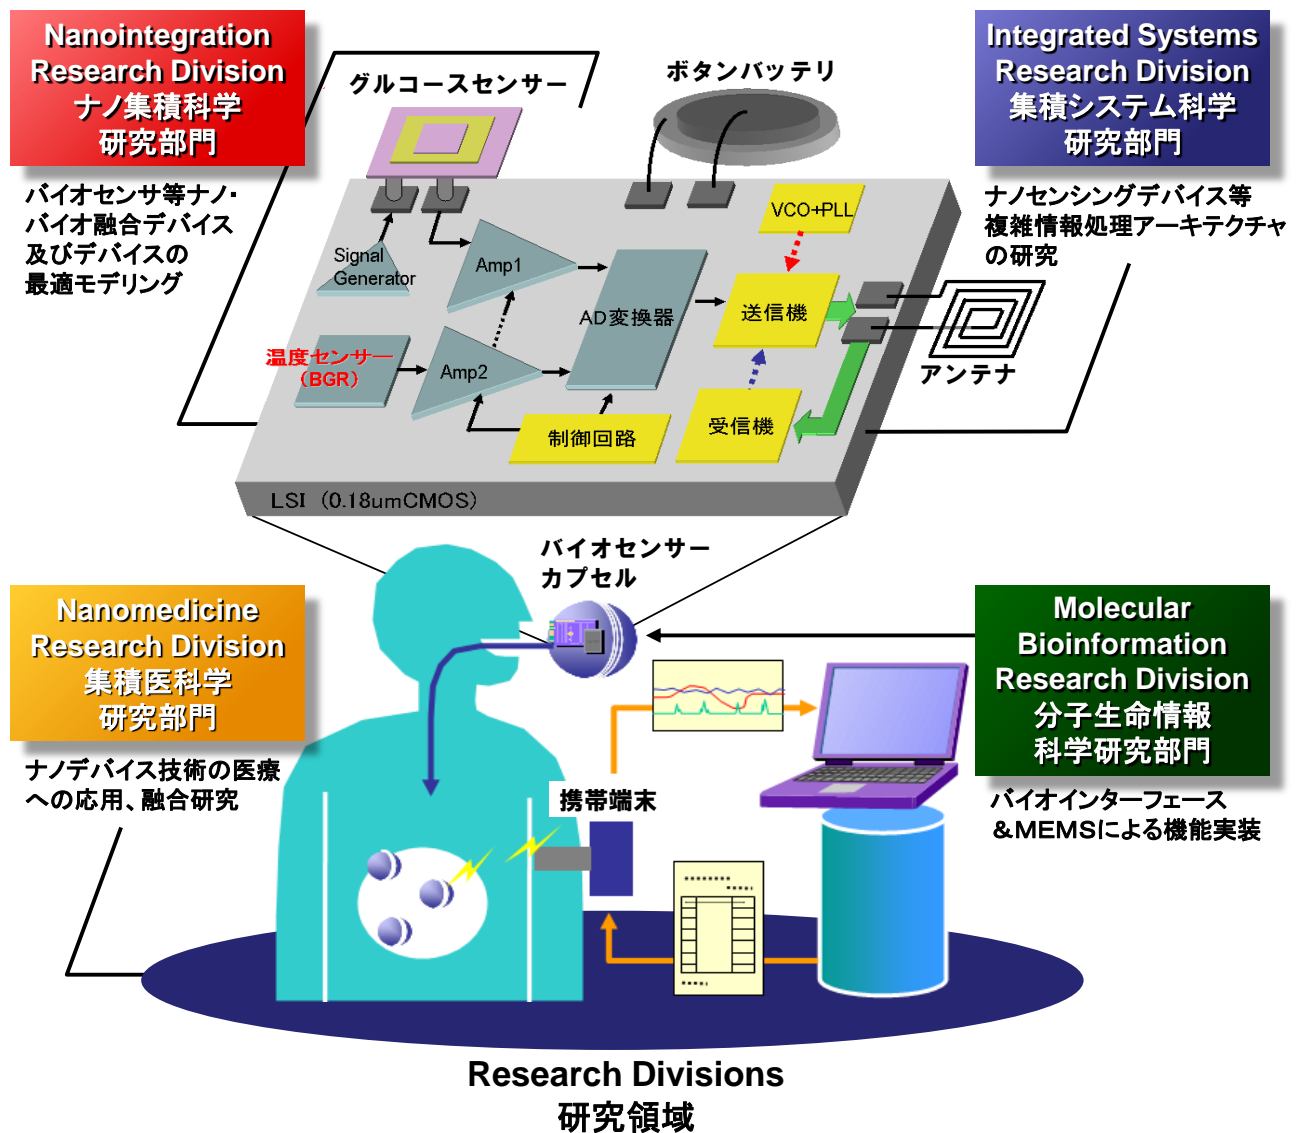 Nanointegration
Research Division
ナノ集積科学
研究部門
バイオセンサ等ナノ・
バイオ融合デバイス
及びデバイスの
最適モデリング
グルコースセンサー
ボタンバッテリ
Integrated Systems
Research Division
集積システム科学
研究部門
ナノセンシングデバイス等
複雑情報処理アーキテクチャ
の研究
VCO+PLL
Signal
Generator
Amp1
AD変換器
送信機
アンテナ
温度センサー
(BGR)
Amp2
制御回路
受信機
LSI (0.18umCMOS)
バイオセンサー
カプセル
Nanomedicine
Research Division
集積医科学
研究部門
ナノデバイス技術の医療
への応用、融合研究
Molecular
Bioinformation
Research Division
分子生命情報
科学研究部門
バイオインターフェース
＆MEMSによる機能実装
携帯端末
Research Divisions
研究領域